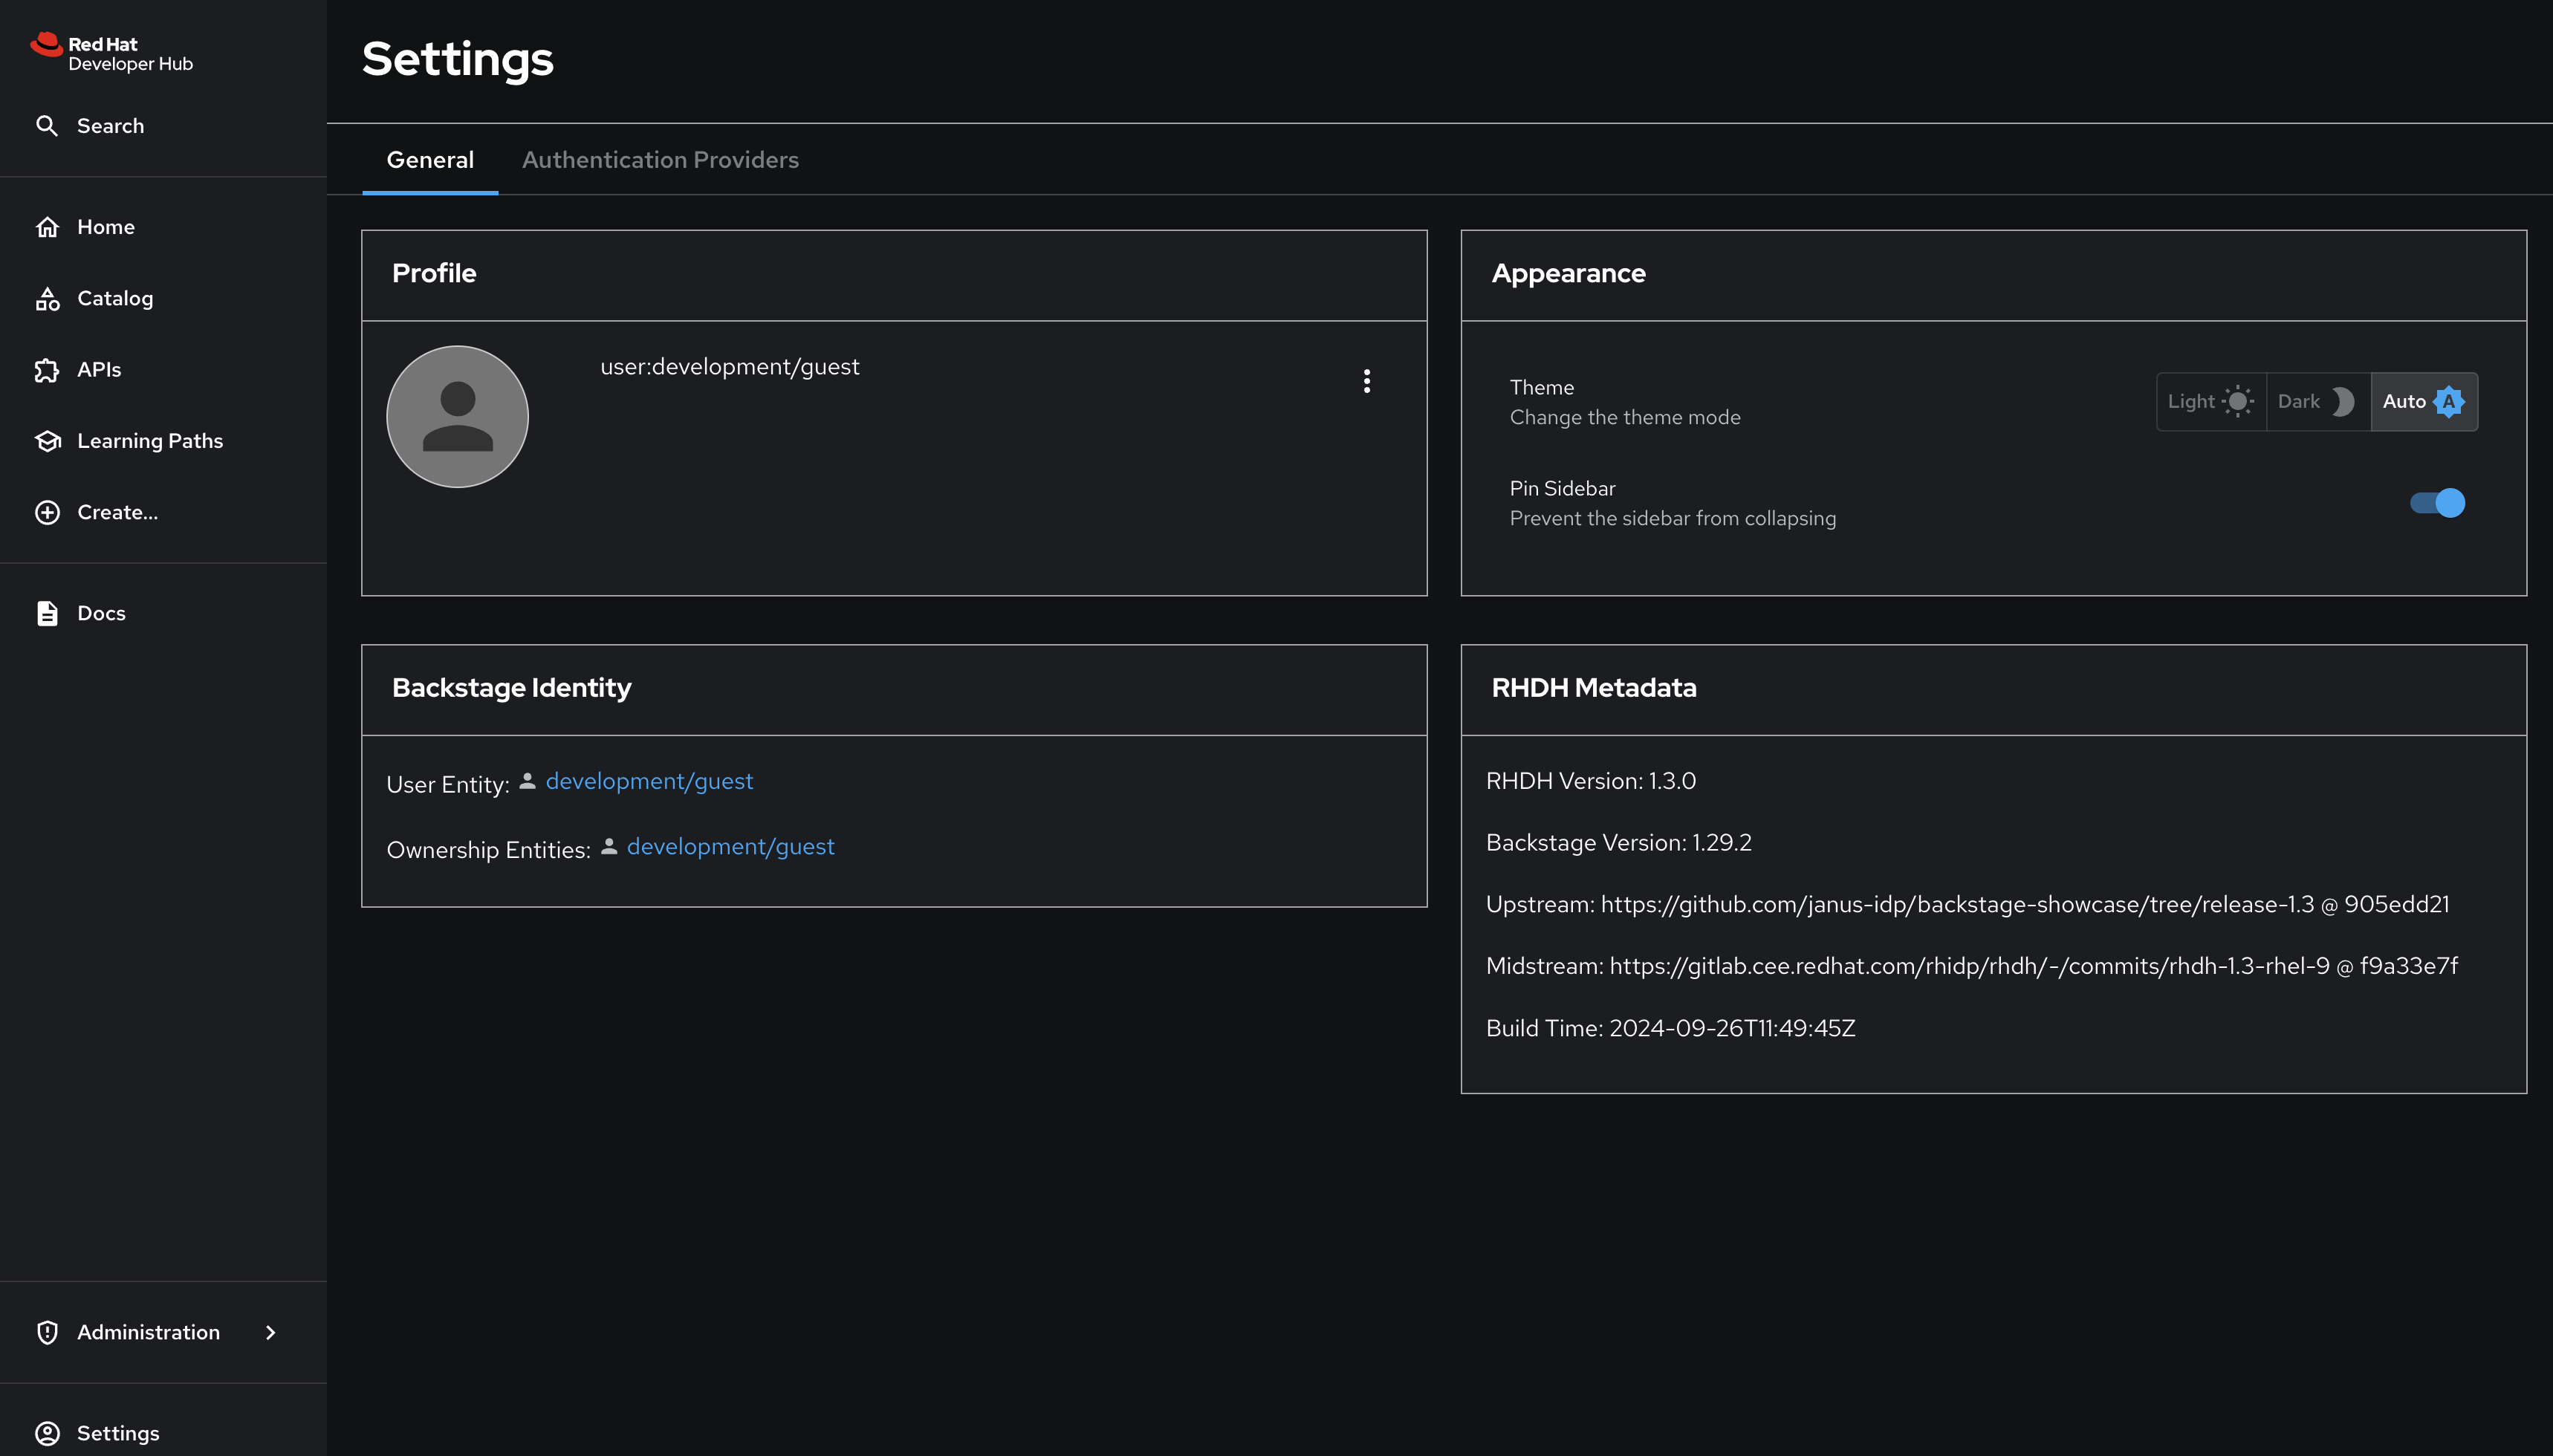 Red Hat
Developer Hub
Search
Home
Catalog
APIs
Learning Paths
Create...
Docs
Administration
Settings
Settings
General
Authentication Providers
Profile
user:development/guest
Appearance
Theme
Change the theme mode
Light
Dark
Auto
A
Pin Sidebar
Prevent the sidebar from collapsing
Backstage Identity
User Entity: development/guest
Ownership Entities: development/guest
RHDH Metadata
RHDH Version: 1.3.0
Backstage Version: 1.29.2
Upstream: https://github.com/janus-idp/backstage-showcase/tree/release-1.3 @ 905edd21
Midstream: https://gitlab.cee.redhat.com/rhidp/rhdh/-/commits/rhdh-1.3-rhel-9 @ f9a33e7f
Build Time: 2024-09-26T11:49:45Z